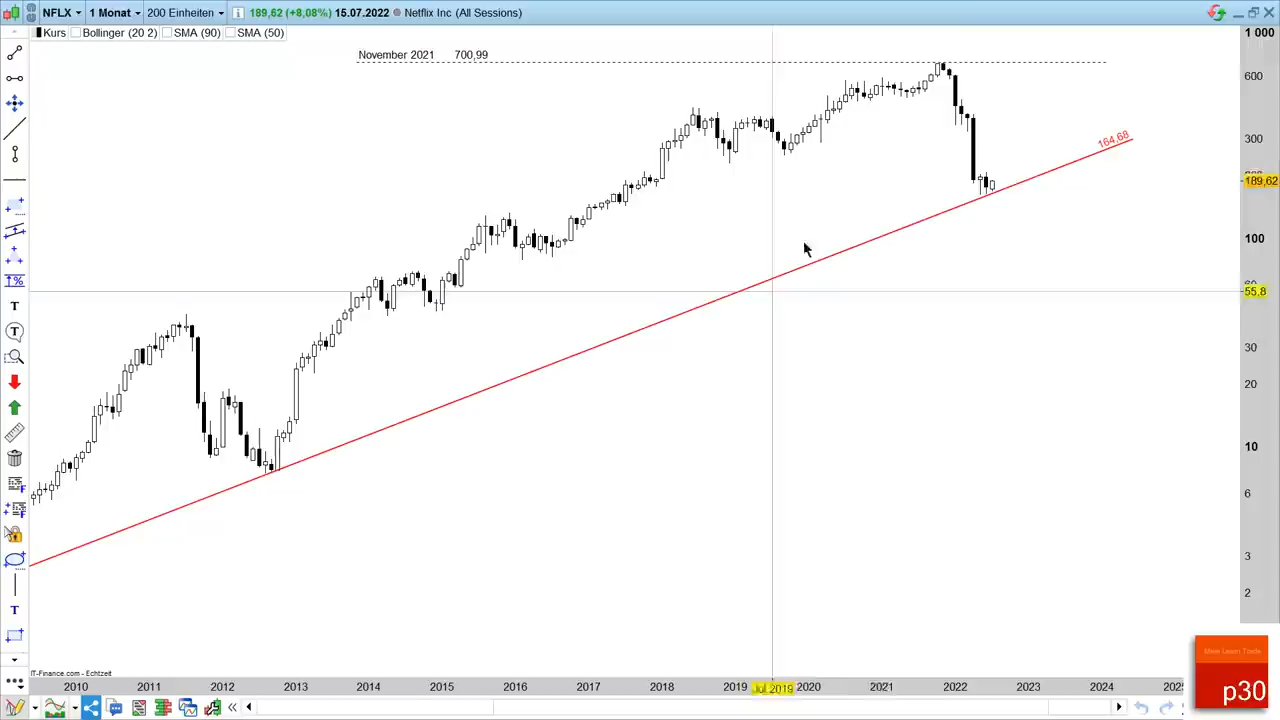 NFLX 1 Monat 200 Einheiten 189,62 (+8,08%) 15.07.2022 Netflix Inc (All Sessions)
Kurs Bollinger (20 2) SMA (90) SMA (50)
1 000
November 2021 700,99
600
300
164,68
189,62
100
55,8
30
20
10
6
3
2
IT-Finance.com - Echtzeit
2010 2011 2012 2013 2014 2015 2016 2017 2018 2019 Jul.2019 2020 2021 2022 2023 2024 2025
p30